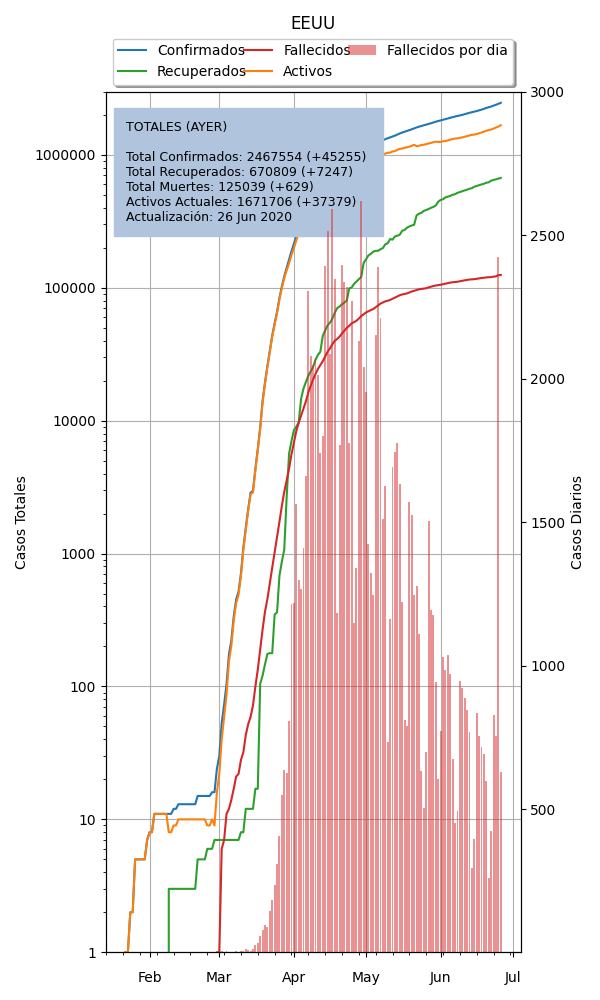 EEUU
Confirmados Fallecidos Fallecidos por dia
Recuperados Activos
TOTALES (AYER)
Total Confirmados: 2467554 (+45255)
Total Recuperados: 670809 (+7247)
Total Muertes: 125039 (+629)
Activos Actuales: 1671706 (+37379)
Actualización: 26 Jun 2020
Casos Totales
1000000
100000
10000
1000
100
10
1
3000
2500
2000
1500
1000
500
Casos Diarios
Feb Mar Apr May Jun Jul